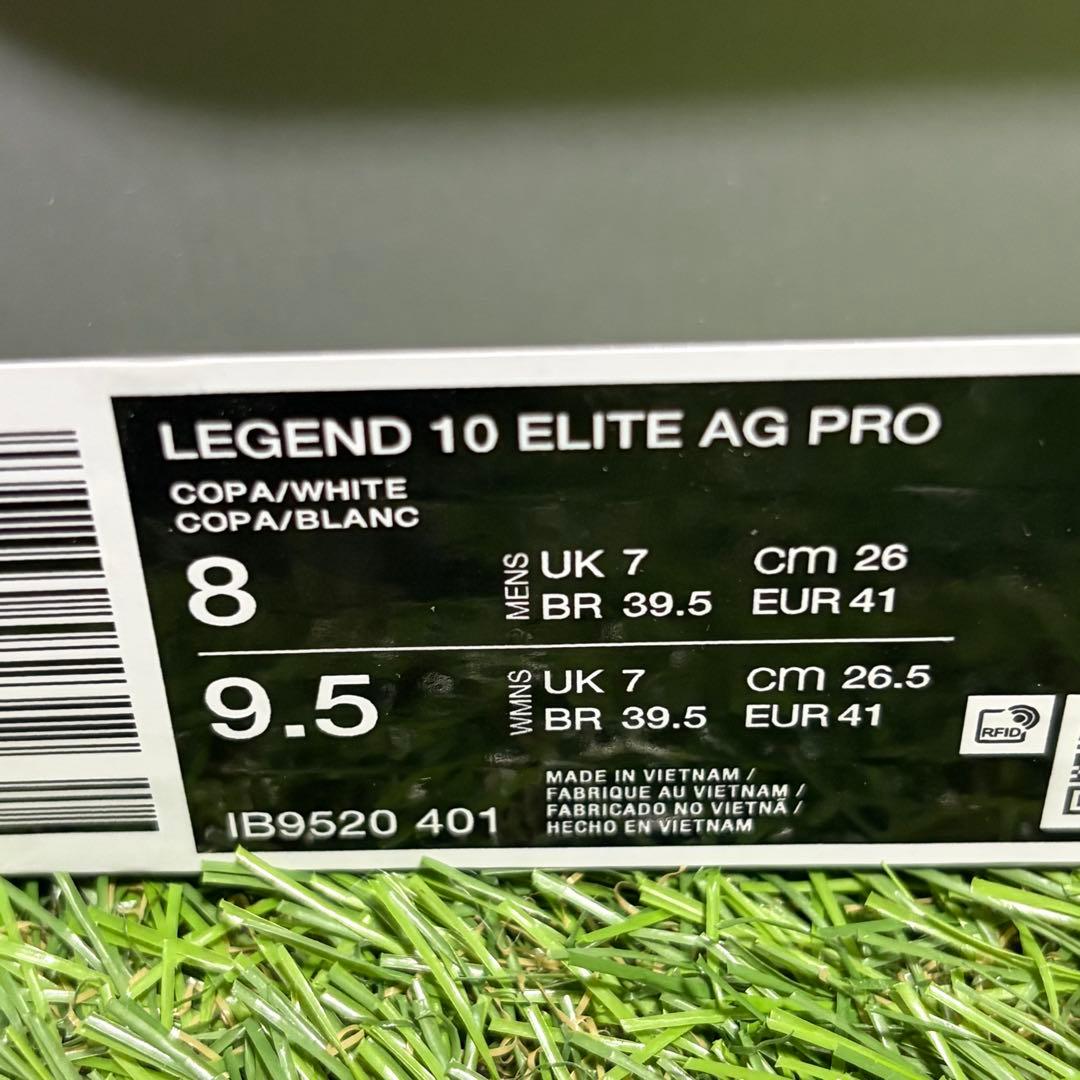 LEGEND 10 ELITE AG PRO
COPA/WHITE
COPA/BLANC
8
MENS
UK 7 CM 26
BR 39.5 EUR 41
9.5
WMNS
UK 7 CM 26.5
BR 39.5 EUR 41
RFID
MADE IN VIETNAM /
FABRIQUE AU VIETNAM /
FABRICADO NO VIETNÃ /
HECHO EN VIETNAM
IB9520 401